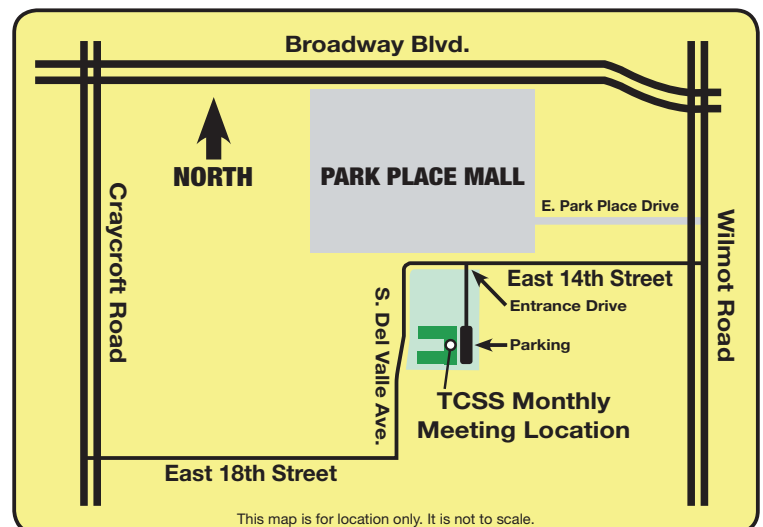 Broadway Blvd.
NORTH
PARK PLACE MALL
Craycroft Road
E. Park Place Drive
Wilmot Road
East 14th Street
Entrance Drive
S. Del Valle Ave.
Parking
TCSS Monthly
Meeting Location
East 18th Street
This map is for location only. It is not to scale.